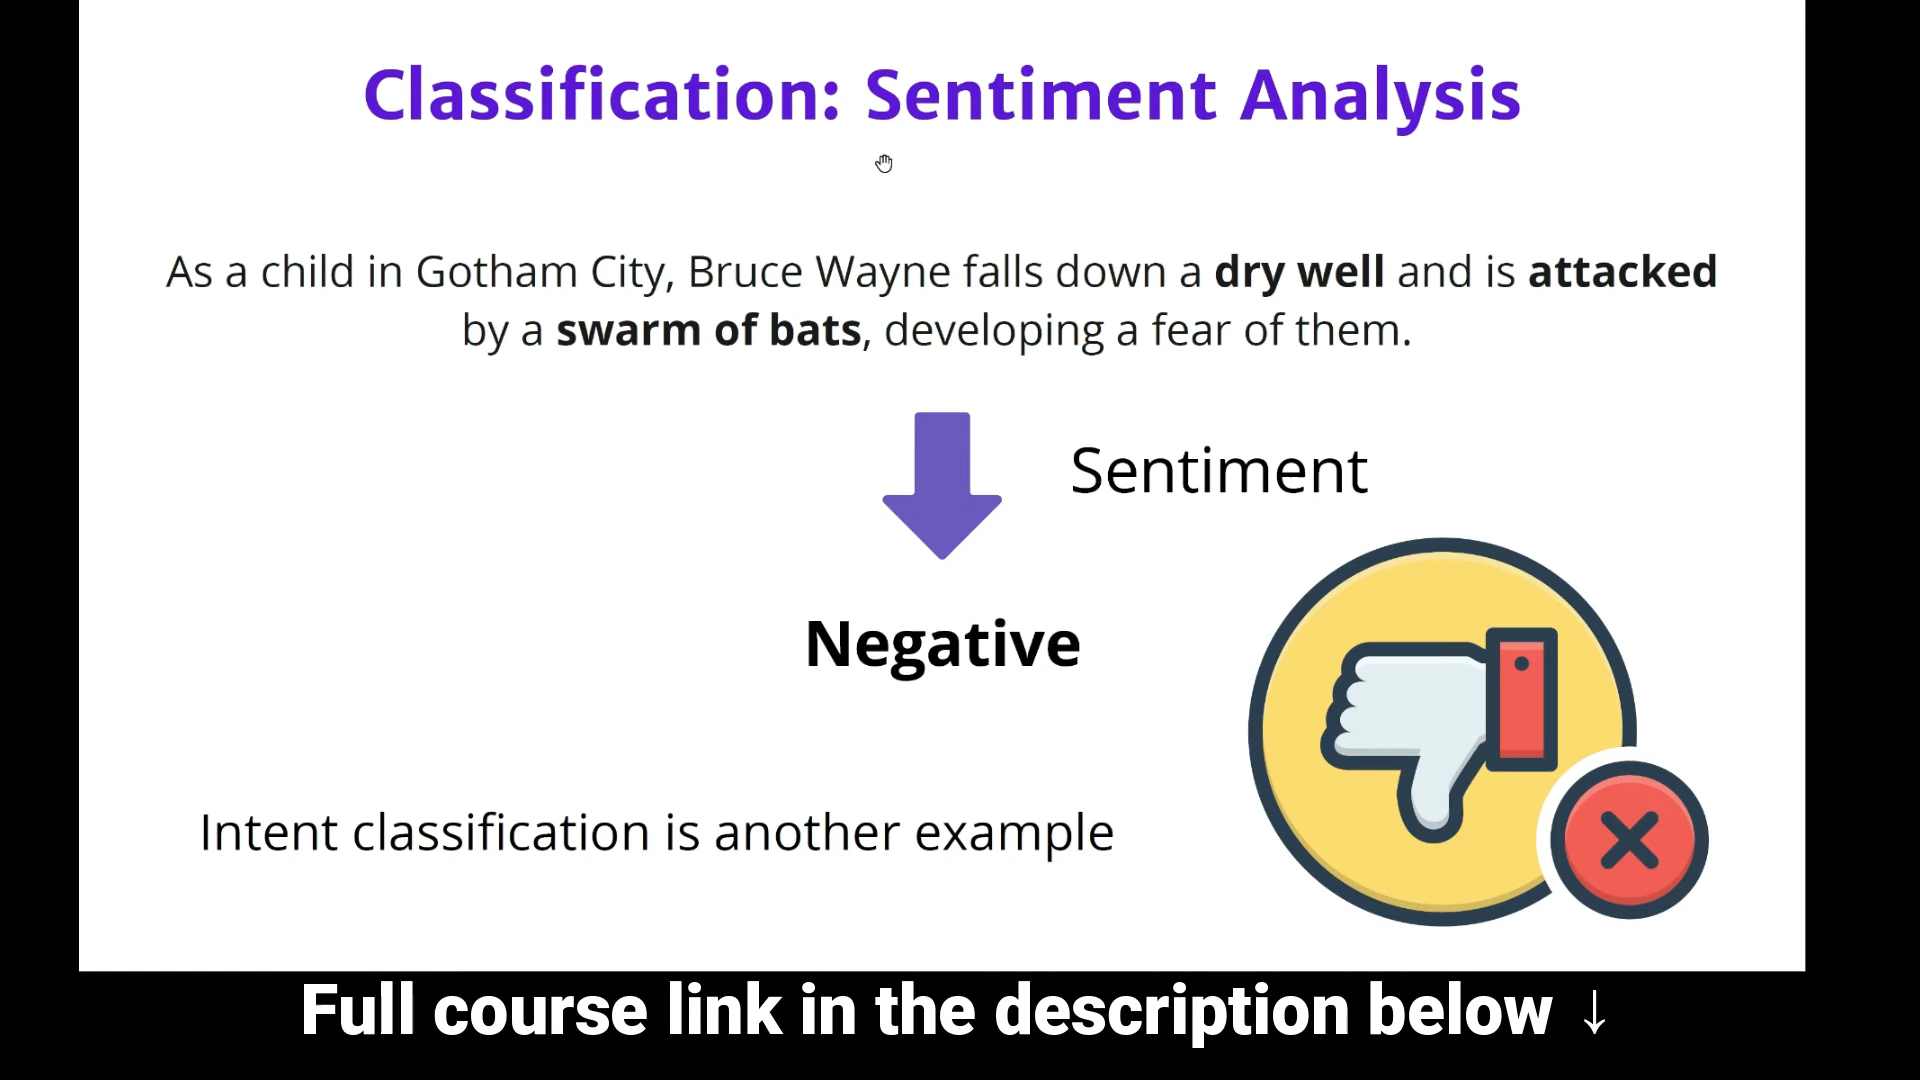 Classification: Sentiment Analysis
As a child in Gotham City, Bruce Wayne falls down a dry well and is attacked
by a swarm of bats, developing a fear of them.
Sentiment
Negative
Intent classification is another example
Full course link in the description below ↓